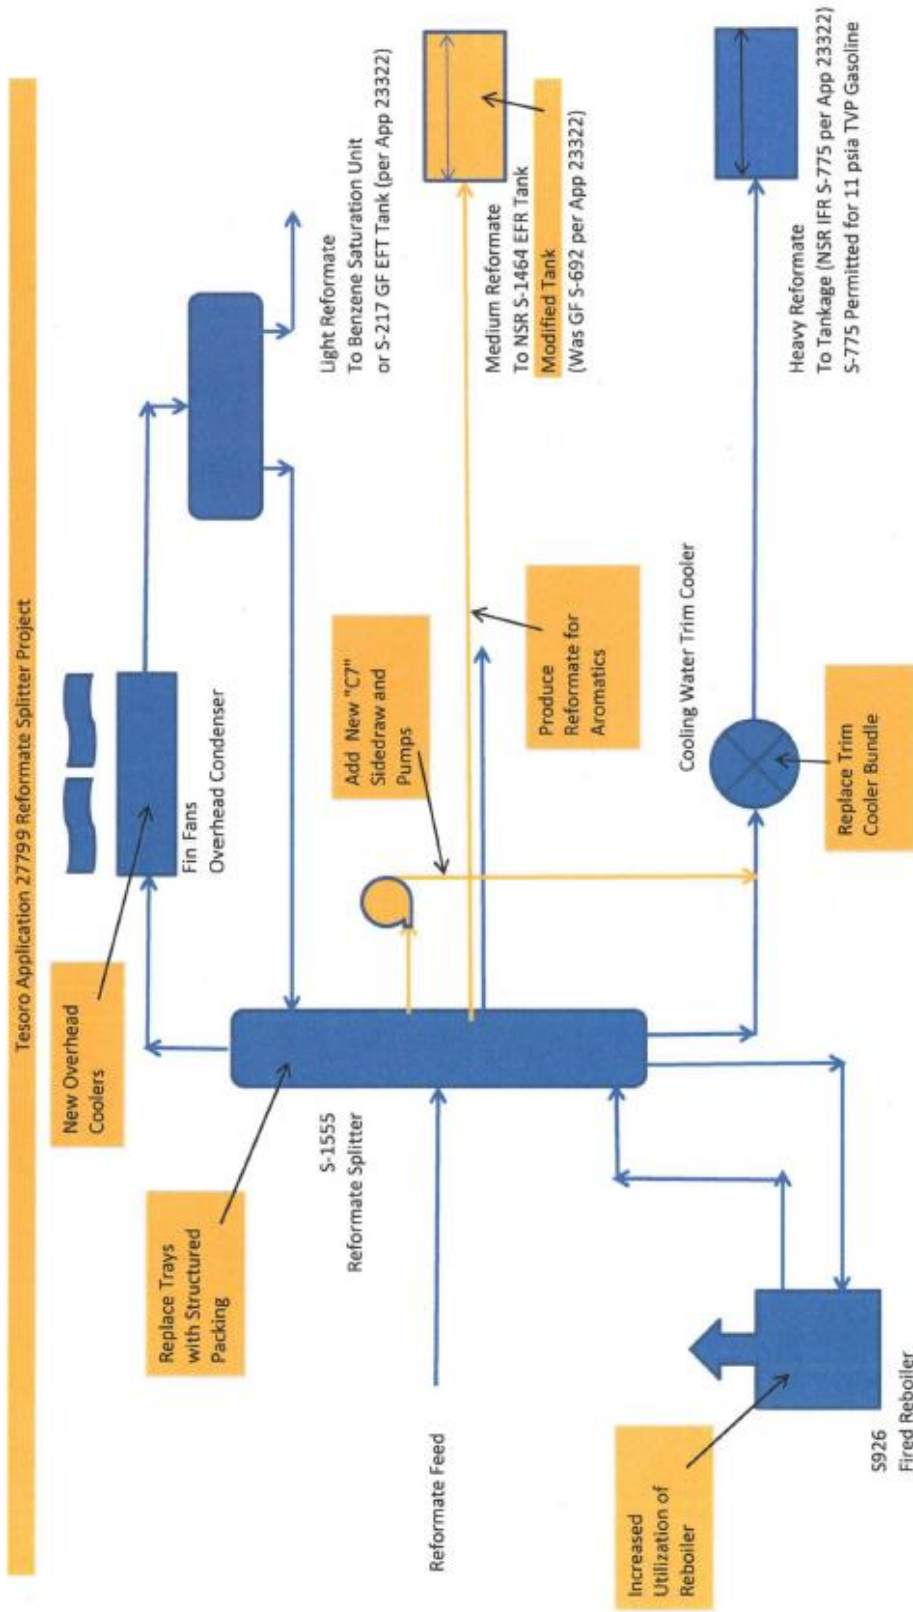 Tesoro Application 27799 Reformate Splitter Project
New Overhead
Coolers
Fin Fans
Overhead Condenser
Replace Trays
with Structured
Packing
S-1555
Reformate Splitter
Reformate Feed
Increased
Utilization of
Reboiler
S926
Fired Reboiler
Add New "C7"
Sidedraw and
Pumps
Produce
Reformate for
Aromatics
Cooling Water Trim Cooler
Replace Trim
Cooler Bundle
Light Reformate
To Benzene Saturation Unit
or S-217 GF EFT Tank (per App 23322)
Medium Reformate
To NSR S-1464 EFR Tank
Modified Tank
(Was GF S-692 per App 23322)
Heavy Reformate
To Tankage (NSR IFR S-775 per App 23322)
S-775 Permitted for 11 psia TVP Gasoline